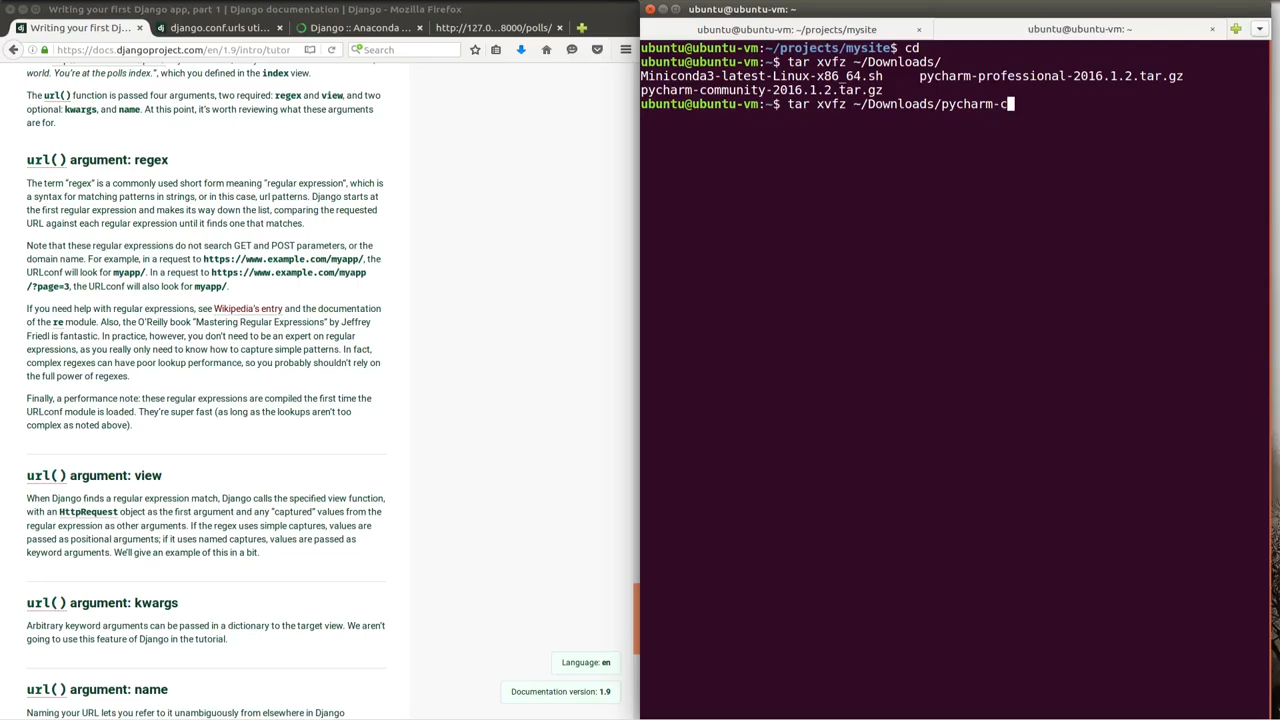 Writing your first Django app, part 1 | Django documentation | Django - Mozilla Firefox
Writing your first Dj... × django.conf.urls uti... × Django :: Anaconda ... × http://127.0....8000/polls/ ×
https://docs.djangoproject.com/en/1.9/intro/tutor Search
world. You're at the polls index.", which you defined in the index view.
The url() function is passed four arguments, two required: regex and view, and two
optional: kwargs, and name. At this point, it's worth reviewing what these arguments
are for.
url() argument: regex
The term "regex" is a commonly used short form meaning "regular expression", which is
a syntax for matching patterns in strings, or in this case, url patterns. Django starts at
the first regular expression and makes its way down the list, comparing the requested
URL against each regular expression until it finds one that matches.
Note that these regular expressions do not search GET and POST parameters, or the
domain name. For example, in a request to https://www.example.com/myapp/, the
URLconf will look for myapp/. In a request to https://www.example.com/myapp
/?page=3, the URLconf will also look for myapp/.
If you need help with regular expressions, see Wikipedia's entry and the documentation
of the re module. Also, the O'Reilly book "Mastering Regular Expressions" by Jeffrey
Friedl is fantastic. In practice, however, you don't need to be an expert on regular
expressions, as you really only need to know how to capture simple patterns. In fact,
complex regexes can have poor lookup performance, so you probably shouldn't rely on
the full power of regexes.
Finally, a performance note: these regular expressions are compiled the first time the
URLconf module is loaded. They're super fast (as long as the lookups aren't too
complex as noted above).
url() argument: view
When Django finds a regular expression match, Django calls the specified view function,
with an HttpRequest object as the first argument and any "captured" values from the
regular expression as other arguments. If the regex uses simple captures, values are
passed as positional arguments; if it uses named captures, values are passed as
keyword arguments. We'll give an example of this in a bit.
url() argument: kwargs
Arbitrary keyword arguments can be passed in a dictionary to the target view. We aren't
going to use this feature of Django in the tutorial.
Language: en
url() argument: name
Documentation version: 1.9
Naming your URL lets you refer to it unambiguously from elsewhere in Django
ubuntu@ubuntu-vm: ~
ubuntu@ubuntu-vm: ~/projects/mysite × ubuntu@ubuntu-vm: ~ ×
ubuntu@ubuntu-vm:~/projects/mysite$ cd
ubuntu@ubuntu-vm:~$ tar xvfz ~/Downloads/
Miniconda3-latest-Linux-x86_64.sh pycharm-professional-2016.1.2.tar.gz
pycharm-community-2016.1.2.tar.gz
ubuntu@ubuntu-vm:~$ tar xvfz ~/Downloads/pycharm-c